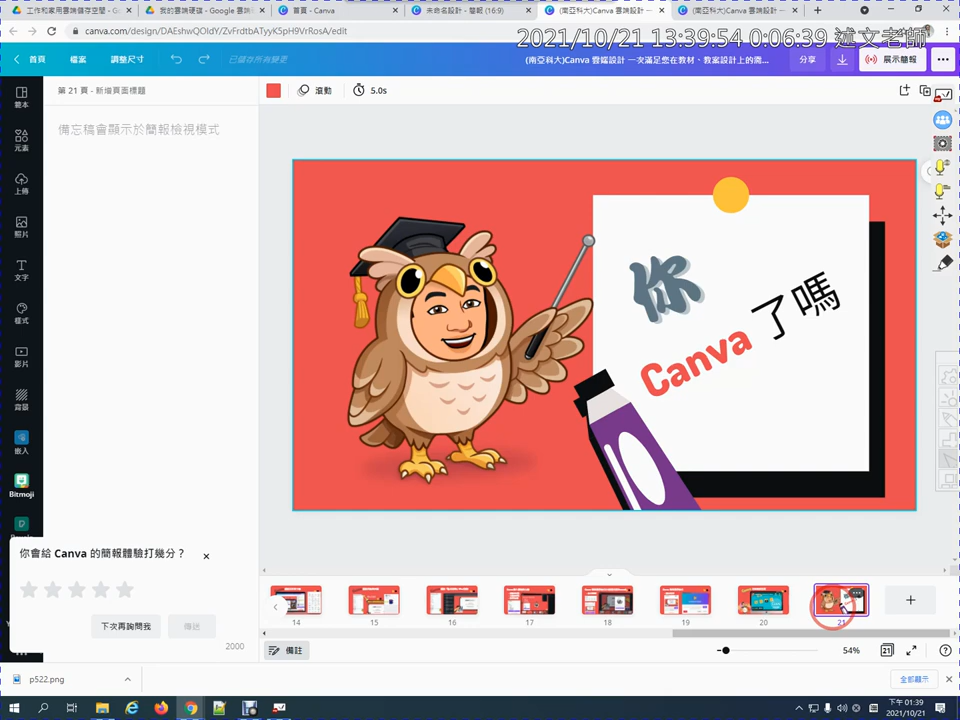 工作和家用雲端儲存空間 - G
我的雲端硬碟 - Google 雲端
首頁 - Canva
未命名設計 - 簡報 (16:9)
(南亞科大)Canva 雲端設計 一
(南亞科大)Canva 雲端設計 一
canva.com/design/DAEshwQOldY/ZvFrdtbATyyK5pH9VrRosA/edit
2021/10/21 13:39:54 0:06:39 述文老師
首頁
檔案
調整尺寸
已儲存所有變更
(南亞科大)Canva 雲端設計 一次滿足您在教材、教案設計上的需...
分享
展示簡報
範本
元素
上傳
照片
文字
樣式
影片
背景
嵌入
Bitmoji
第 21 頁 - 新增頁面標題
備忘稿會顯示於簡報檢視模式
滾動
5.0s
你
Canva 了嗎
你會給 Canva 的簡報體驗打幾分？
下次再詢問我
傳送
2000
14
15
16
17
18
19
20
21
備註
54%
21
p522.png
全部顯示
下午 01:39
2021/10/21